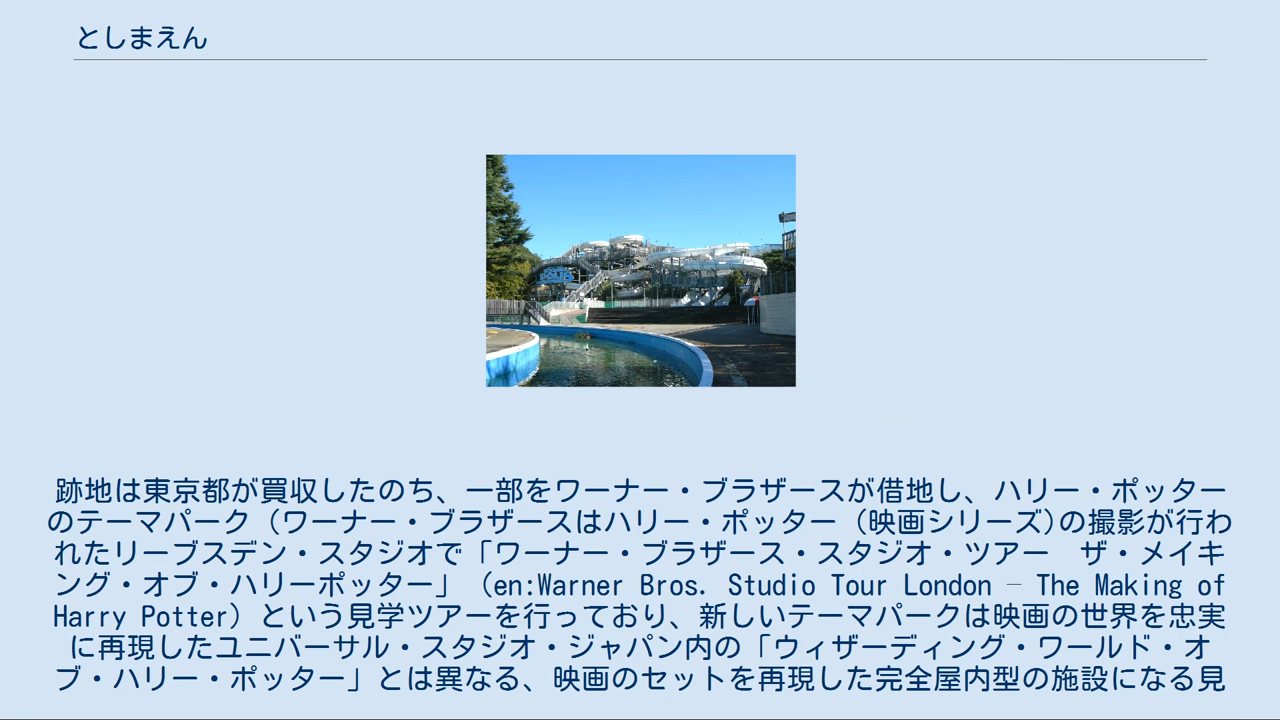 としまえん
跡地は東京都が買収したのち、一部をワーナー・ブラザースが借地し、ハリー・ポッター
のテーマパーク（ワーナー・ブラザースはハリー・ポッター（映画シリーズ)の撮影が行わ
れたリーブスデン・スタジオで「ワーナー・ブラザース・スタジオ・ツアー　ザ・メイキ
ング・オブ・ハリーポッター」（en:Warner Bros. Studio Tour London – The Making of
Harry Potter）という見学ツアーを行っており、新しいテーマパークは映画の世界を忠実
に再現したユニバーサル・スタジオ・ジャパン内の「ウィザーディング・ワールド・オ
ブ・ハリー・ポッター」とは異なる、映画のセットを再現した完全屋内型の施設になる見